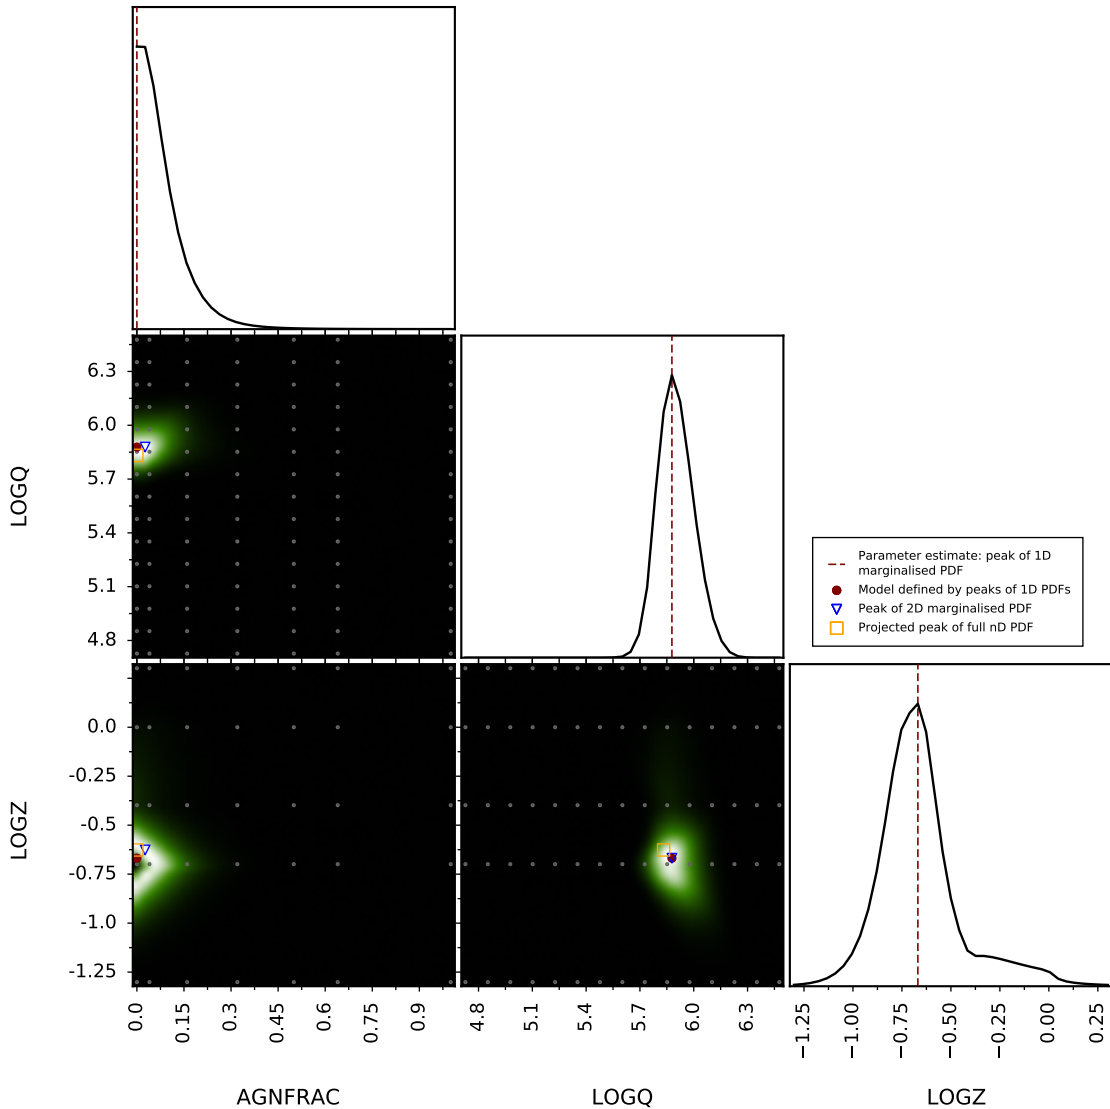 LOGQ
6.3
6.0
5.7
5.4
5.1
4.8
Parameter estimate: peak of 1D
marginalised PDF
Model defined by peaks of 1D PDFs
Peak of 2D marginalised PDF
Projected peak of full nD PDF
LOGZ
0.0
-0.25
-0.5
-0.75
-1.0
-1.25
0.0 0.15 0.3 0.45 0.6 0.75 0.9
4.8 5.1 5.4 5.7 6.0 6.3
−1.25 −1.00 −0.75 −0.50 −0.25 0.00 0.25
AGNFRAC LOGQ LOGZ